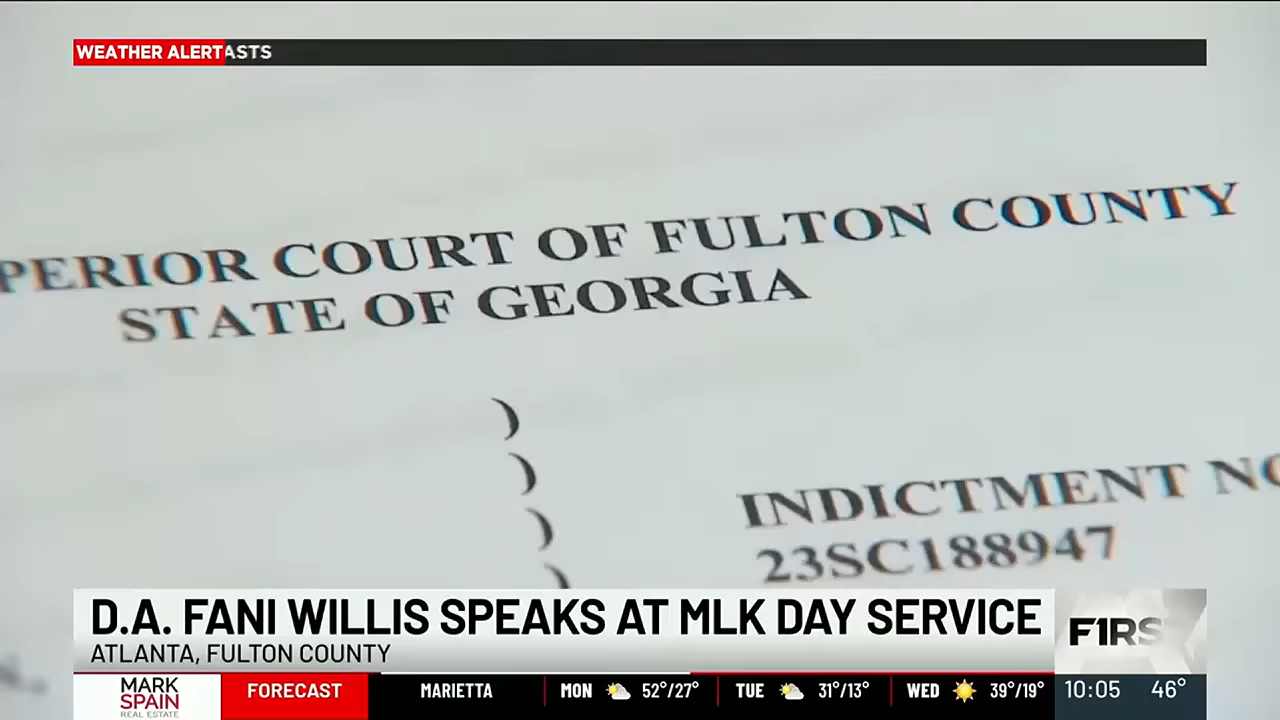 WEATHER ALERT ASTS
PERIOR COURT OF FULTON COUNTY
STATE OF GEORGIA
)
)
)
)
INDICTMENT NO
23SC188947
D.A. FANI WILLIS SPEAKS AT MLK DAY SERVICE
ATLANTA, FULTON COUNTY
F1RS
MARK
SPAIN
REAL ESTATE
FORECAST
MARIETTA
MON 52°/27°
TUE 31°/13°
WED 39°/19°
10:05 46°